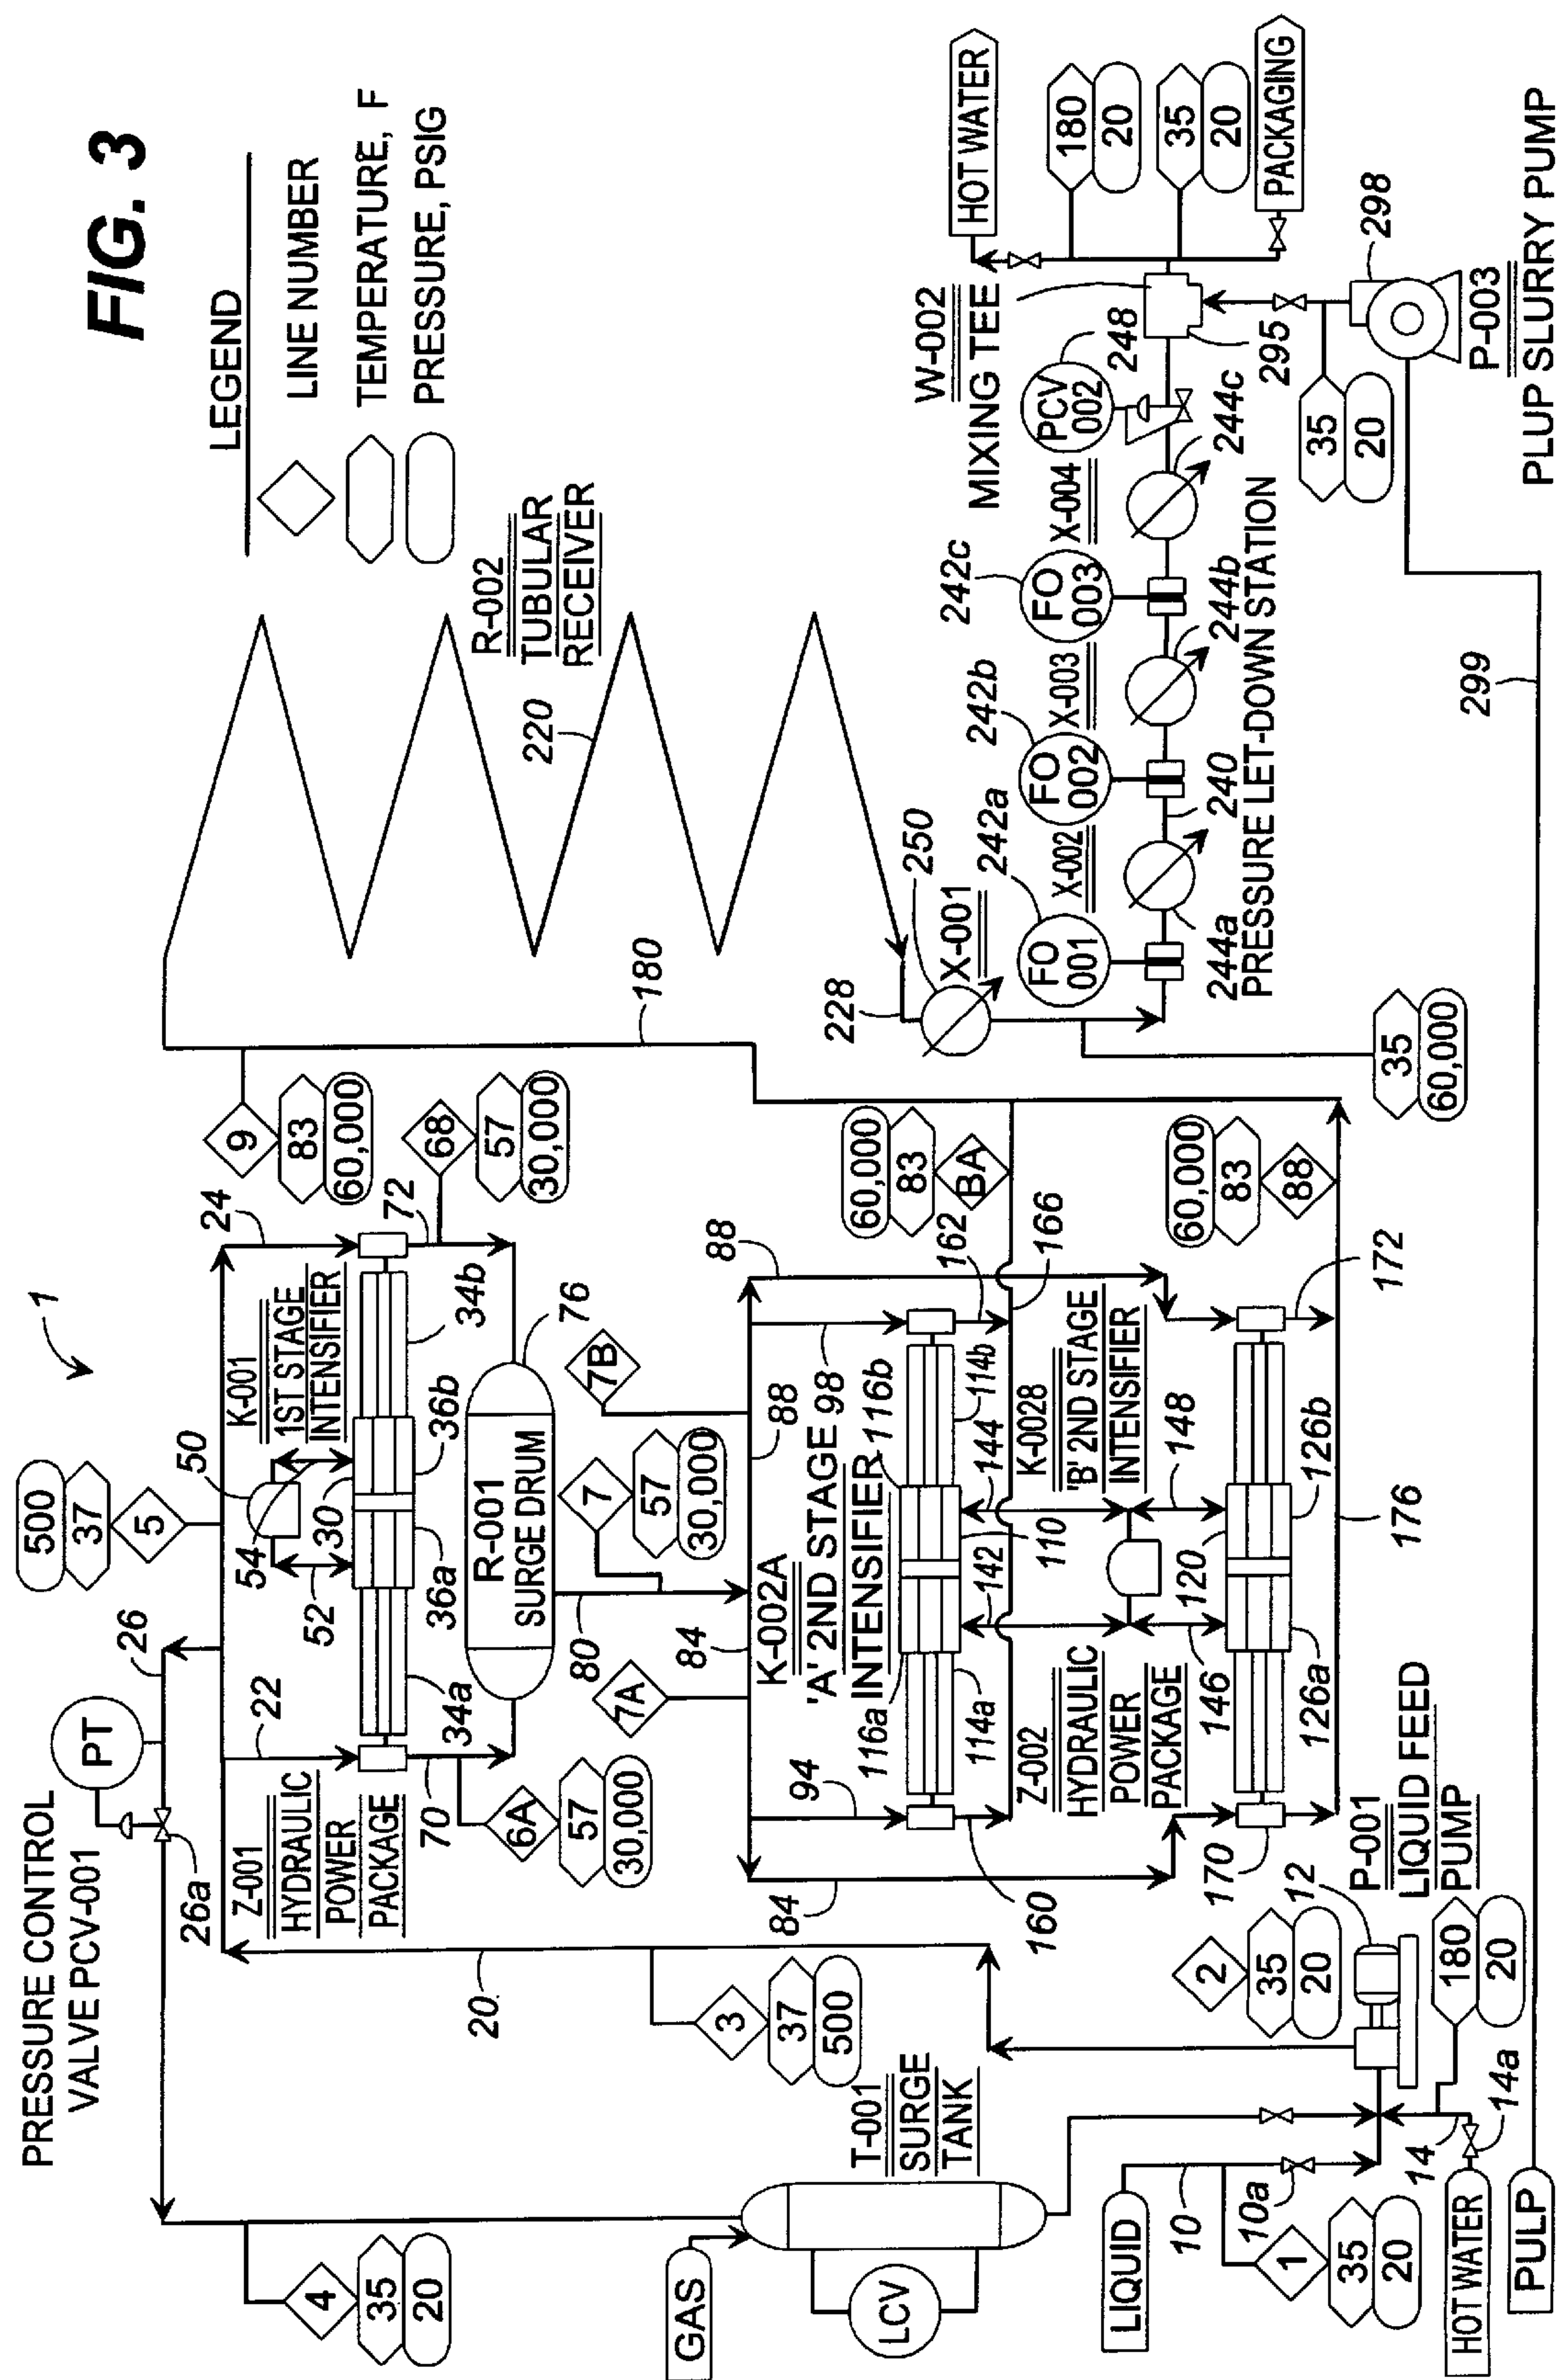 FIG. 3
LEGEND
LINE NUMBER
TEMPERATURE, F
PRESSURE, PSIG
1
PRESSURE CONTROL
VALVE PCV-001
PT
26
26a
500
37
5
22
24
Z-001
HYDRAULIC
POWER
PACKAGE
50
52
54
30
K-001
1ST STAGE
INTENSIFIER
34a
36a
36b
34b
70
72
6A
57
30,000
68
57
30,000
9
83
60,000
R-001
SURGE DRUM
76
80
7
57
30,000
7A
7B
84
88
88
84
94
98
K-002A
'A' 2ND STAGE
INTENSIFIER
116a
116b
114a
114b
110
142
144
160
162
166
60,000
83
BA
Z-002
HYDRAULIC
POWER
PACKAGE
K-0028
'B' 2ND STAGE
INTENSIFIER
146
148
120
126a
126b
170
172
176
60,000
83
88
180
R-002
TUBULAR
RECEIVER
220
228
250
X-001
35
60,000
242a
FO
001
X-002
244a
242b
FO
002
X-003
240
244b
242c
FO
003
X-004
244c
PRESSURE LET-DOWN STATION
PCV
002
248
W-002
MIXING TEE
295
HOT WATER
180
20
35
20
PACKAGING
35
20
298
P-003
PLUP SLURRY PUMP
299
20
3
37
500
4
35
20
GAS
LCV
T-001
SURGE
TANK
LIQUID
10
10a
1
35
20
2
35
20
12
P-001
LIQUID FEED
PUMP
180
20
14
14a
HOT WATER
PULP